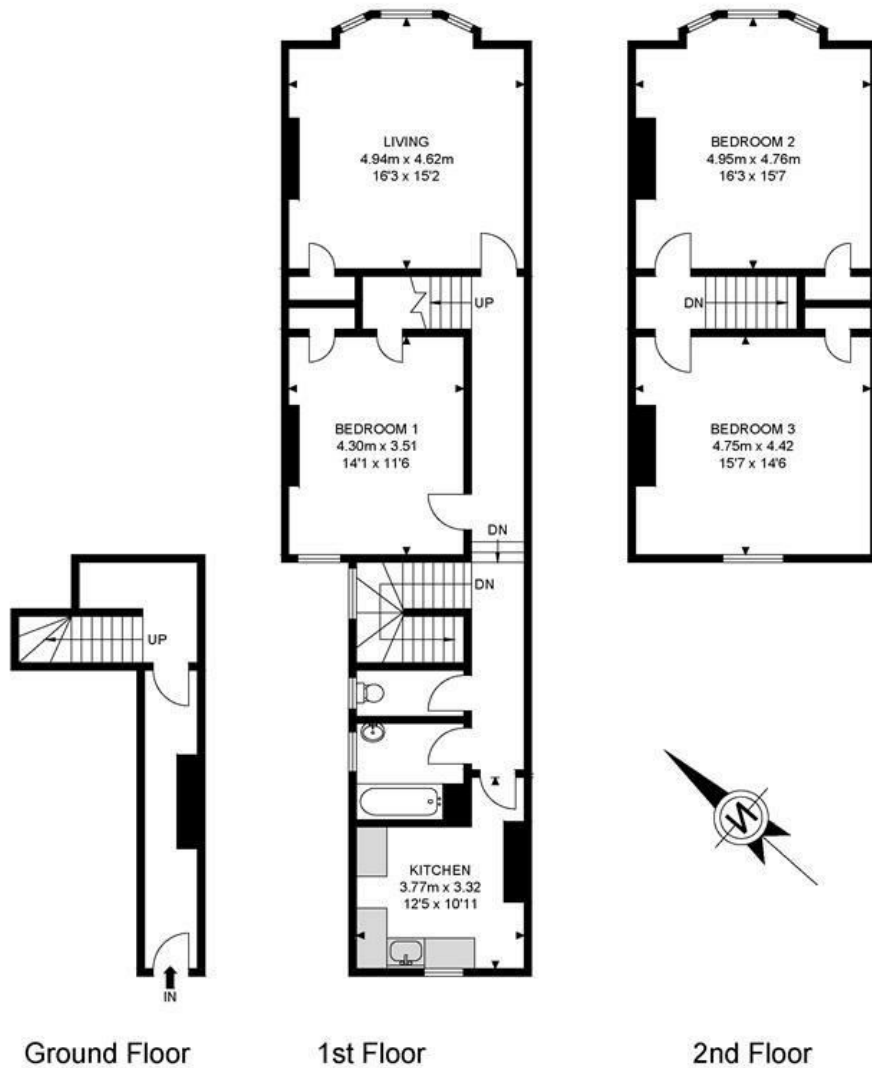 LIVING
4.94m x 4.62m
16'3 x 15'2
BEDROOM 2
4.95m x 4.76m
16'3 x 15'7
UP
DN
BEDROOM 1
4.30m x 3.51
14'1 x 11'6
BEDROOM 3
4.75m x 4.42
15'7 x 14'6
DN
DN
UP
KITCHEN
3.77m x 3.32
12'5 x 10'11
N
IN
Ground Floor
1st Floor
2nd Floor